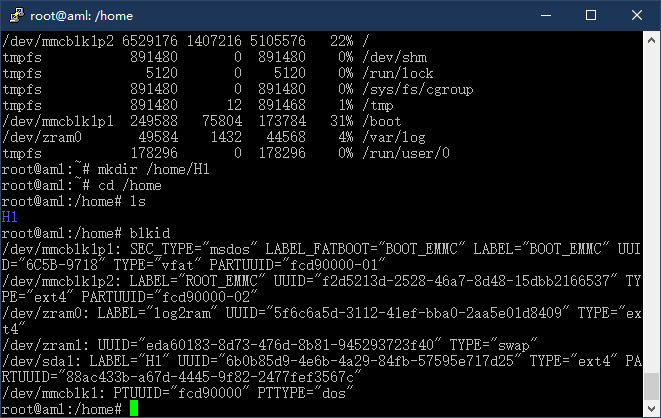 root@aml: /home
/dev/mmcblk1p2 6529176 1407216 5105576  22% /
tmpfs           891480       0  891480   0% /dev/shm
tmpfs             5120       0    5120   0% /run/lock
tmpfs           891480       0  891480   0% /sys/fs/cgroup
tmpfs           891480      12  891468   1% /tmp
/dev/mmcblk1p1  249588   75804  173784  31% /boot
/dev/zram0       49584    1432   44568   4% /var/log
tmpfs           178296       0  178296   0% /run/user/0
root@aml:~# mkdir /home/H1
root@aml:~# cd /home
root@aml:/home# ls
H1
root@aml:/home# blkid
/dev/mmcblk1p1: SEC_TYPE="msdos" LABEL_FATBOOT="BOOT_EMMC" LABEL="BOOT_EMMC" UUI
D="6C5B-9718" TYPE="vfat" PARTUUID="fcd90000-01"
/dev/mmcblk1p2: LABEL="ROOT_EMMC" UUID="f2d5213d-2528-46a7-8d48-15dbb2166537" TY
PE="ext4" PARTUUID="fcd90000-02"
/dev/zram0: LABEL="log2ram" UUID="5f6c6a5d-3112-41ef-bba0-2aa5e01d8409" TYPE="ex
t4"
/dev/zram1: UUID="eda60183-8d73-476d-8b81-945293723f40" TYPE="swap"
/dev/sda1: LABEL="H1" UUID="6b0b85d9-4e6b-4a29-84fb-57595e717d25" TYPE="ext4" PA
RTUUID="88ac433b-a67d-4445-9f82-2477fef3567c"
/dev/mmcblk1: PTUUID="fcd90000" PTTYPE="dos"
root@aml:/home#